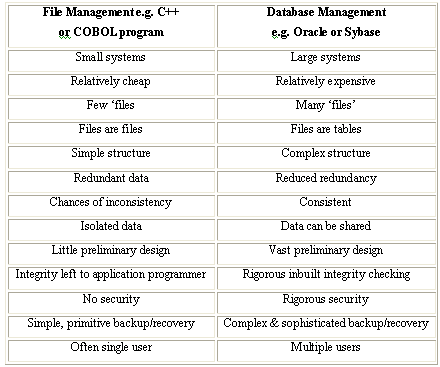 File Management e.g. C++
or COBOL program
Database Management
e.g. Oracle or Sybase
Small systems
Large systems
Relatively cheap
Relatively expensive
Few ‘files
Many ‘files’
Files are files
Files are tables
Simple structure
Complex structure
Redundant data
Reduced redundancy
Chances of inconsistency
Consistent
Isolated data
Data can be shared
Little preliminary design
Vast preliminary design
Integrity left to application programmer
Rigorous inbuilt integrity checking
No security
Rigorous security
Simple, primitive backup/recovery
Complex & sophisticated backup/recovery
Often single user
Multiple users